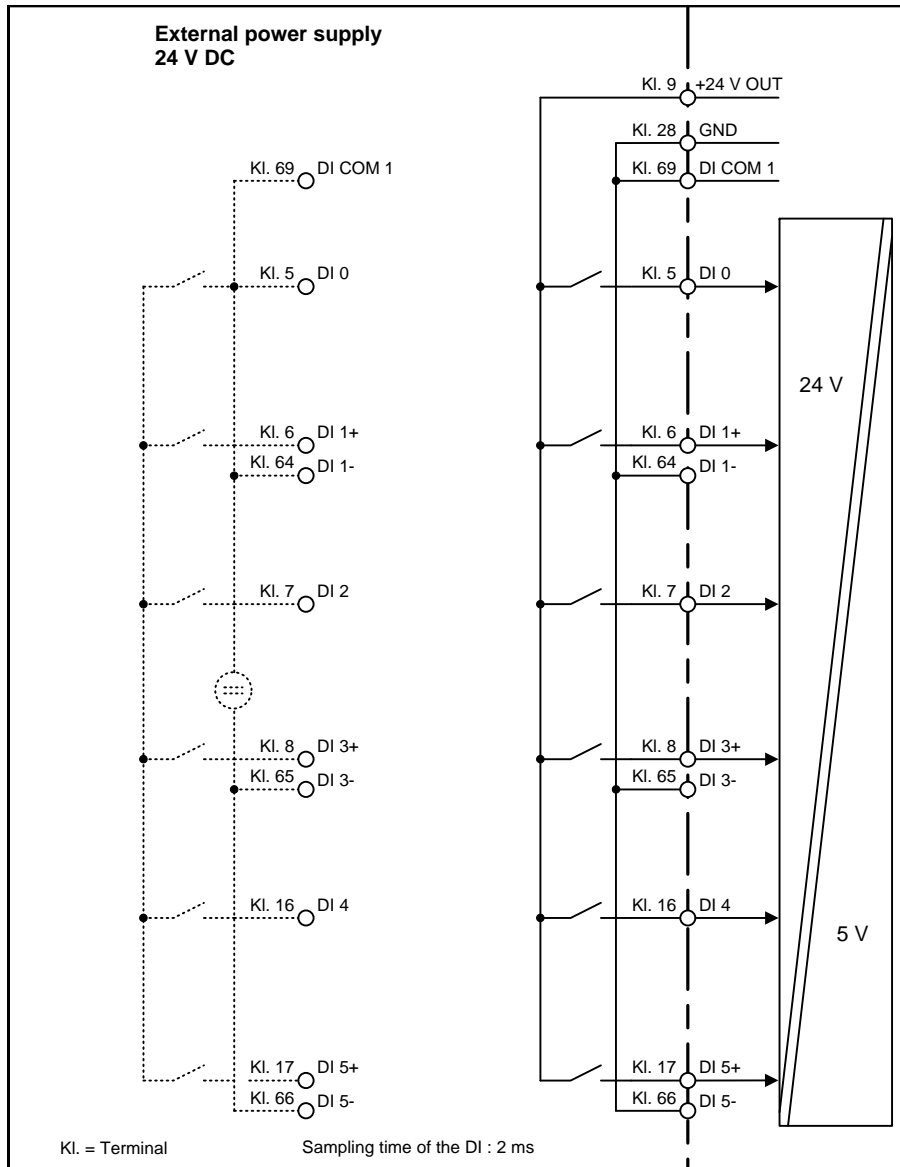 External power supply
24 V DC
Kl. 9 +24 V OUT
Kl. 28 GND
Kl. 69 DI COM 1 Kl. 69 DI COM 1
Kl. 5 DI 0 Kl. 5 DI 0
24 V
Kl. 6 DI 1+ Kl. 6 DI 1+
Kl. 64 DI 1- Kl. 64 DI 1-
Kl. 7 DI 2 Kl. 7 DI 2
Kl. 8 DI 3+ Kl. 8 DI 3+
Kl. 65 DI 3- Kl. 65 DI 3-
Kl. 16 DI 4 Kl. 16 DI 4
5 V
Kl. 17 DI 5+ Kl. 17 DI 5+
Kl. 66 DI 5- Kl. 66 DI 5-
Kl. = Terminal Sampling time of the DI : 2 ms